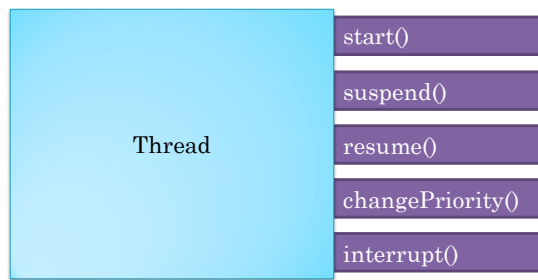 Thread
start()
suspend()
resume()
changePriority()
interrupt()